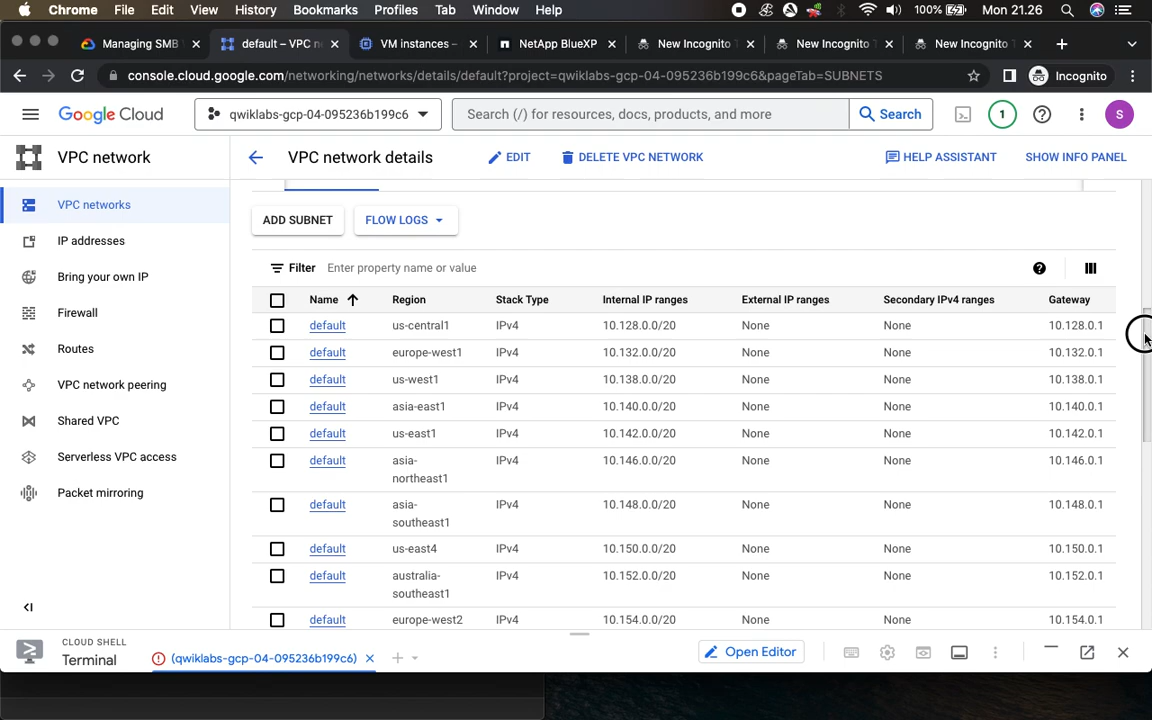 Chrome File Edit View History Bookmarks Profiles Tab Window Help 100% Mon 21.26
Managing SMB default – VPC n VM instances – NetApp BlueXP New Incognito T New Incognito T New Incognito T
console.cloud.google.com/networking/networks/details/default?project=qwiklabs-gcp-04-095236b199c6&pageTab=SUBNETS Incognito
Google Cloud qwiklabs-gcp-04-095236b199c6 Search (/) for resources, docs, products, and more Search 1 S
VPC network VPC network details EDIT DELETE VPC NETWORK HELP ASSISTANT SHOW INFO PANEL
VPC networks
IP addresses
Bring your own IP
Firewall
Routes
VPC network peering
Shared VPC
Serverless VPC access
Packet mirroring
ADD SUBNET FLOW LOGS
Filter Enter property name or value
Name Region Stack Type Internal IP ranges External IP ranges Secondary IPv4 ranges Gateway
default us-central1 IPv4 10.128.0.0/20 None None 10.128.0.1
default europe-west1 IPv4 10.132.0.0/20 None None 10.132.0.1
default us-west1 IPv4 10.138.0.0/20 None None 10.138.0.1
default asia-east1 IPv4 10.140.0.0/20 None None 10.140.0.1
default us-east1 IPv4 10.142.0.0/20 None None 10.142.0.1
default asia- IPv4 10.146.0.0/20 None None 10.146.0.1
northeast1
default asia- IPv4 10.148.0.0/20 None None 10.148.0.1
southeast1
default us-east4 IPv4 10.150.0.0/20 None None 10.150.0.1
default australia- IPv4 10.152.0.0/20 None None 10.152.0.1
southeast1
default europe-west2 IPv4 10.154.0.0/20 None None 10.154.0.1
CLOUD SHELL
Terminal (qwiklabs-gcp-04-095236b199c6) Open Editor